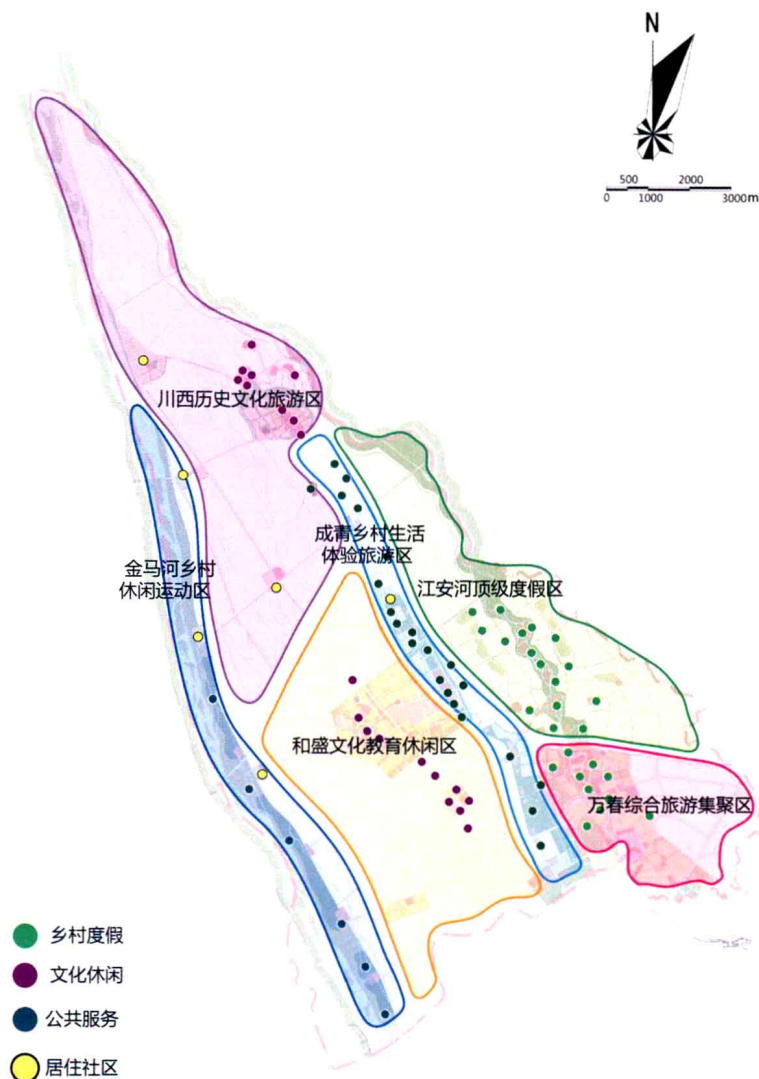 N
500 2000
0 1000 3000m
川西历史文化旅游区
成青乡村生活
体验旅游区
金马河乡村
休闲运动区
江安河顶级度假区
和盛文化教育休闲区
万春综合旅游集聚区
乡村度假
文化休闲
公共服务
居住社区